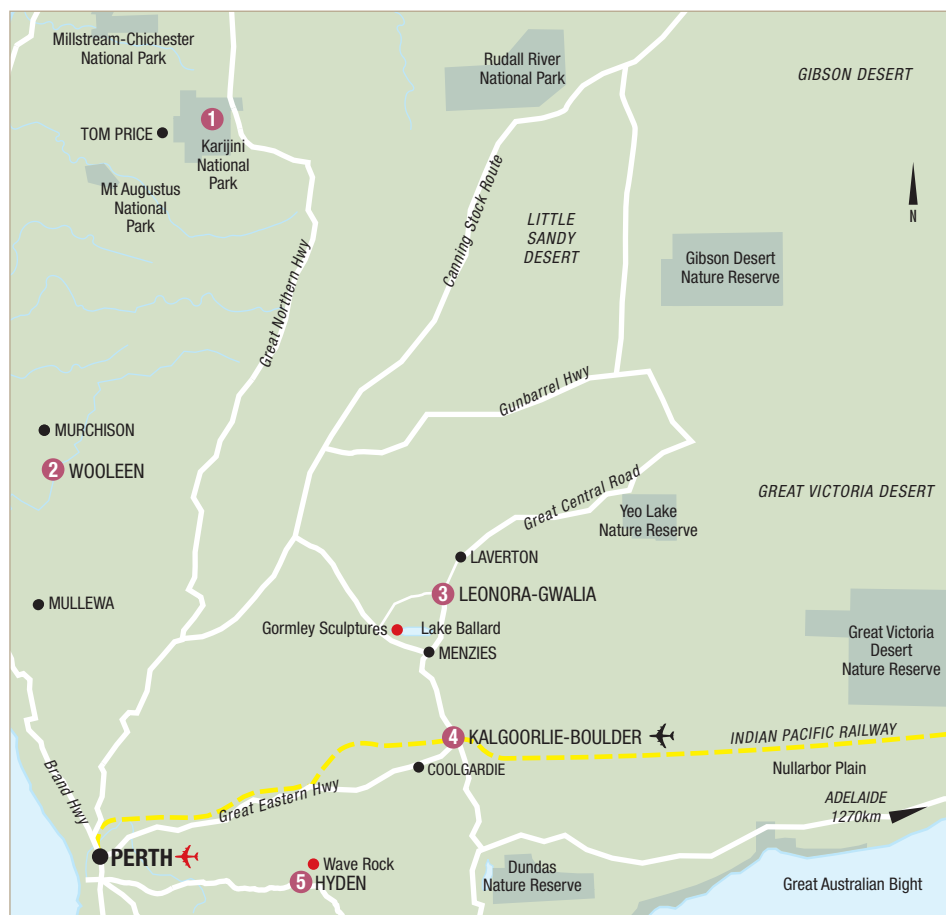 Millstream-Chichester
National Park
Rudall River
National Park
GIBSON DESERT
1
TOM PRICE
Karijini
National
Park
Mt Augustus
National
Park
N
Canning Stock Route
LITTLE
SANDY
DESERT
Great Northern Hwy
Gibson Desert
Nature Reserve
Gunbarrel Hwy
MURCHISON
2 WOOLEEN
Great Central Road
GREAT VICTORIA DESERT
Yeo Lake
Nature Reserve
LAVERTON
3 LEONORA-GWALIA
MULLEWA
Gormley Sculptures
Lake Ballard
MENZIES
Great Victoria
Desert
Nature Reserve
4 KALGOORLIE-BOULDER
INDIAN PACIFIC RAILWAY
COOLGARDIE
Nullarbor Plain
Brand Hwy
Great Eastern Hwy
ADELAIDE
1270km
PERTH
Wave Rock
5 HYDEN
Dundas
Nature Reserve
Great Australian Bight